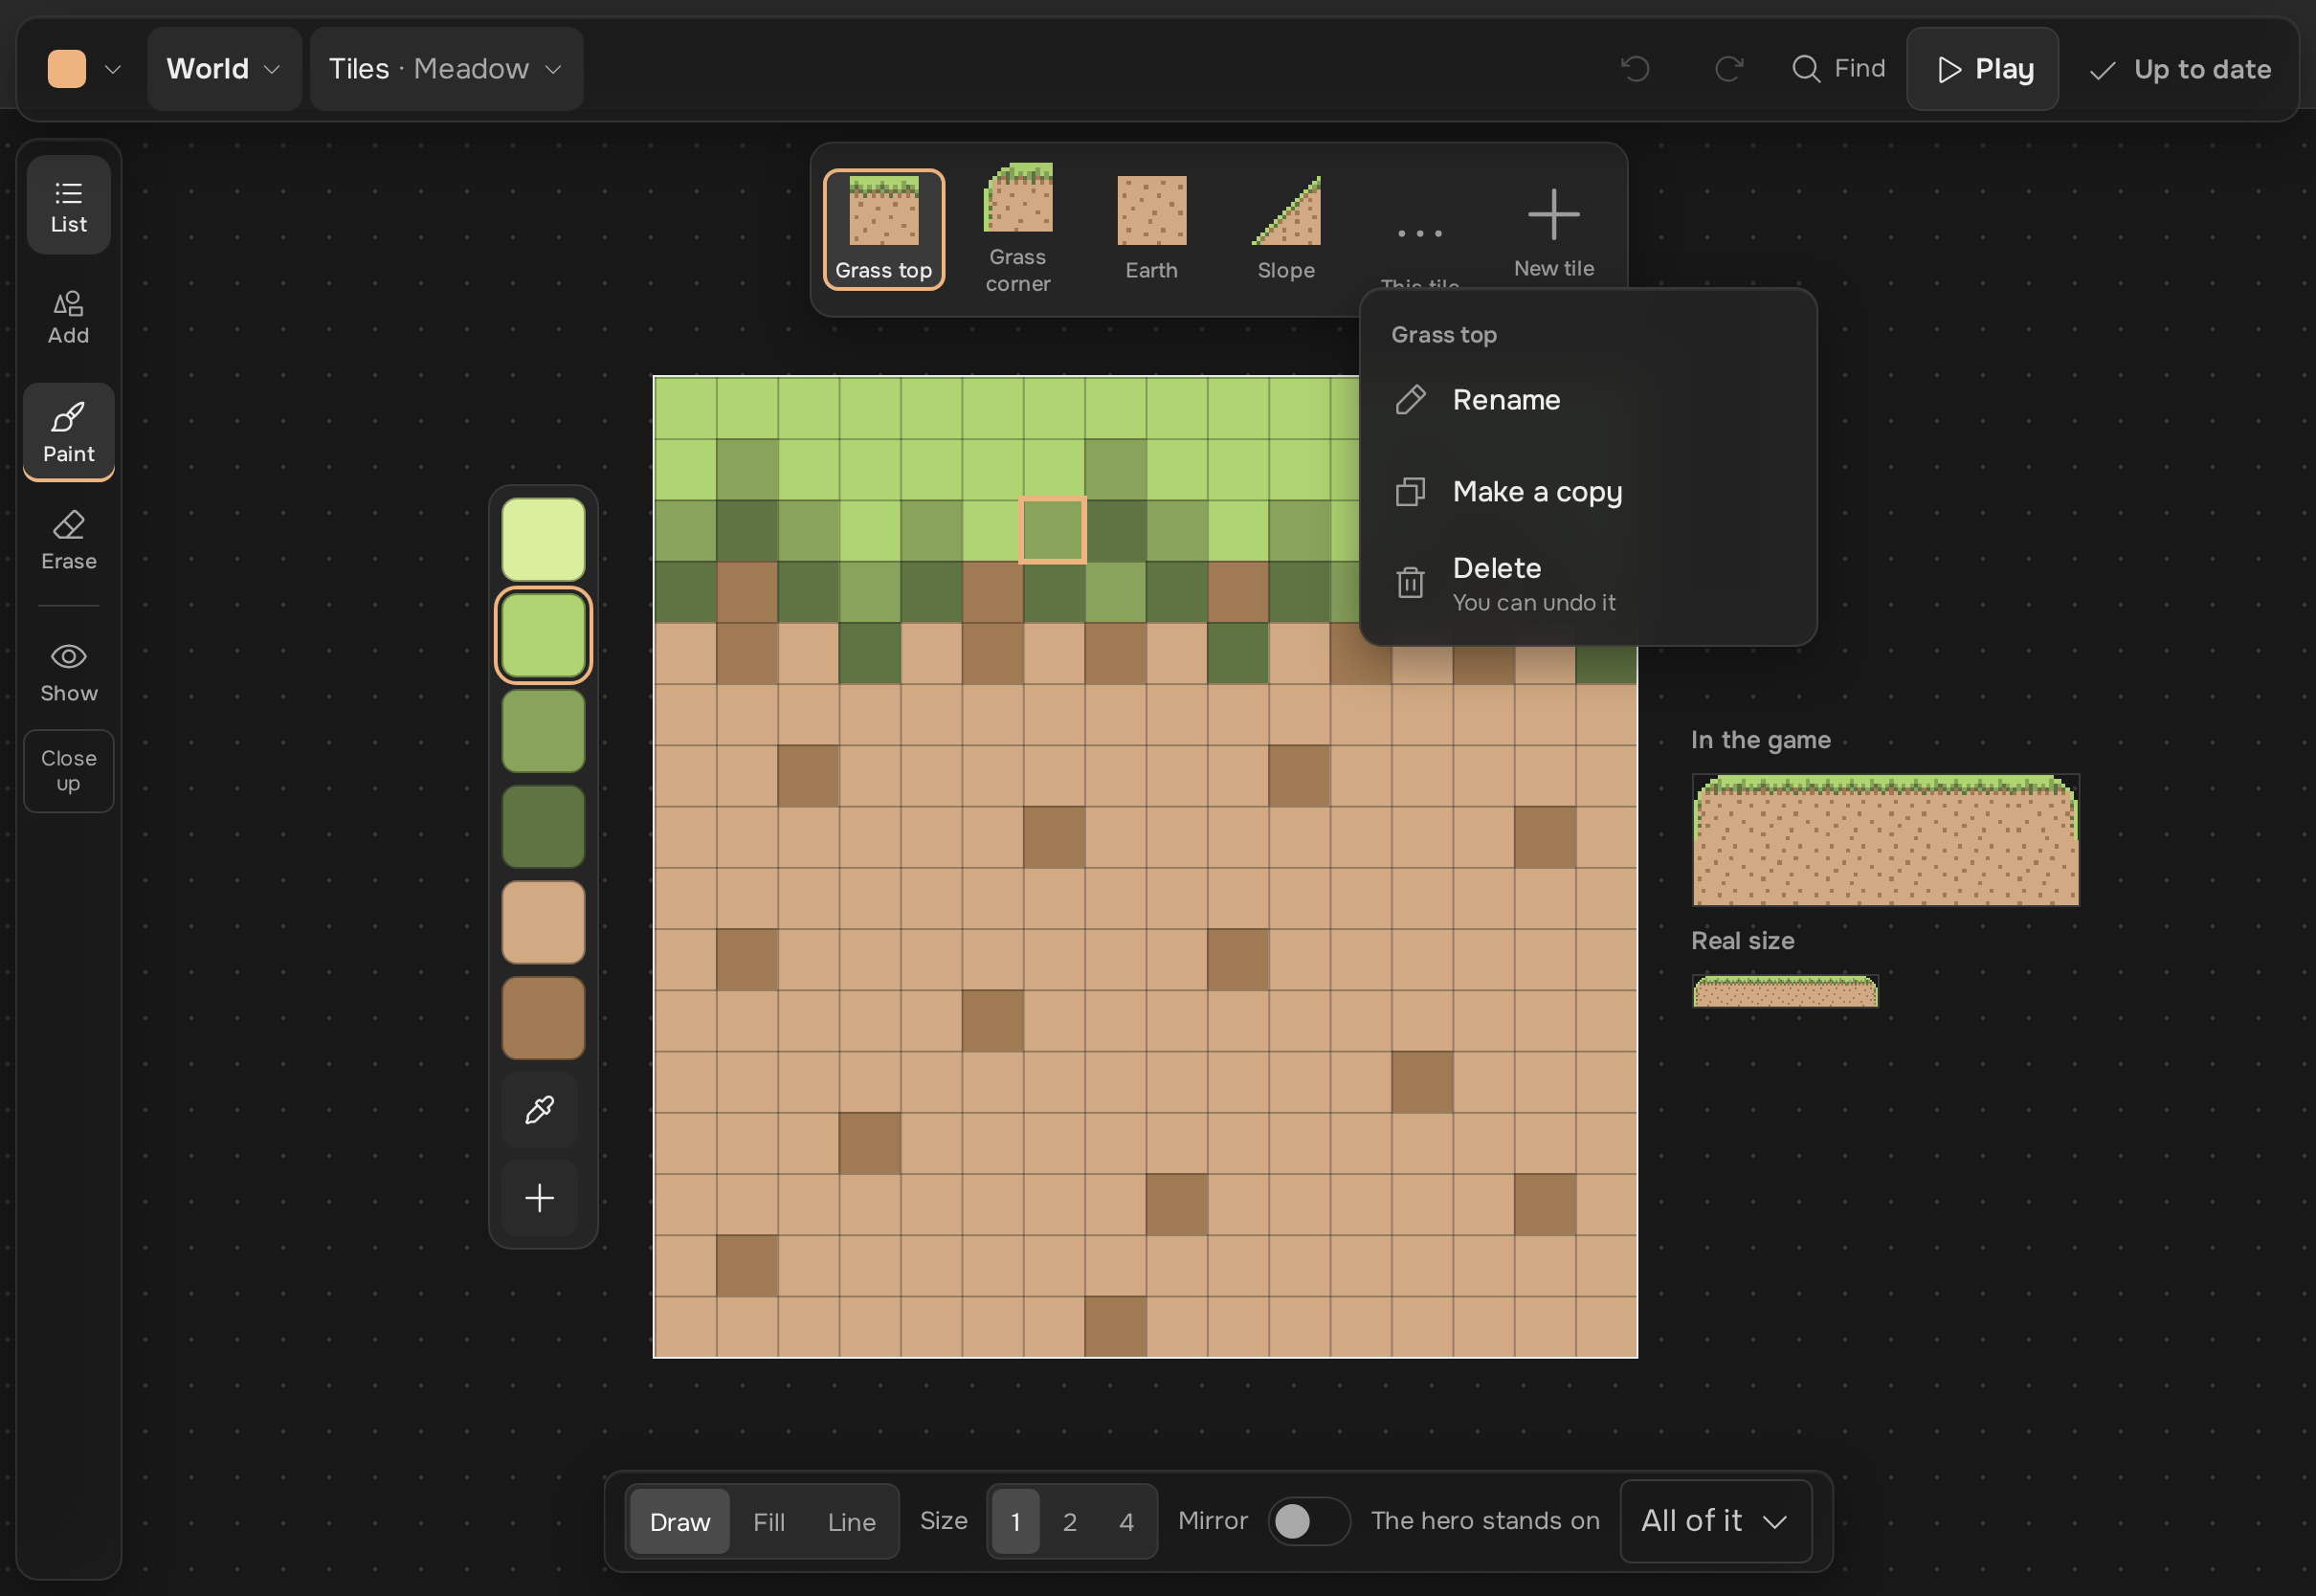 World
Tiles · Meadow
Find
Play
Up to date
List
Add
Paint
Erase
Show
Close
up
Grass top
Grass
corner
Earth
Slope
This tile
New tile
Grass top
Rename
Make a copy
Delete
You can undo it
In the game
Real size
Draw
Fill
Line
Size
1
2
4
Mirror
The hero stands on
All of it